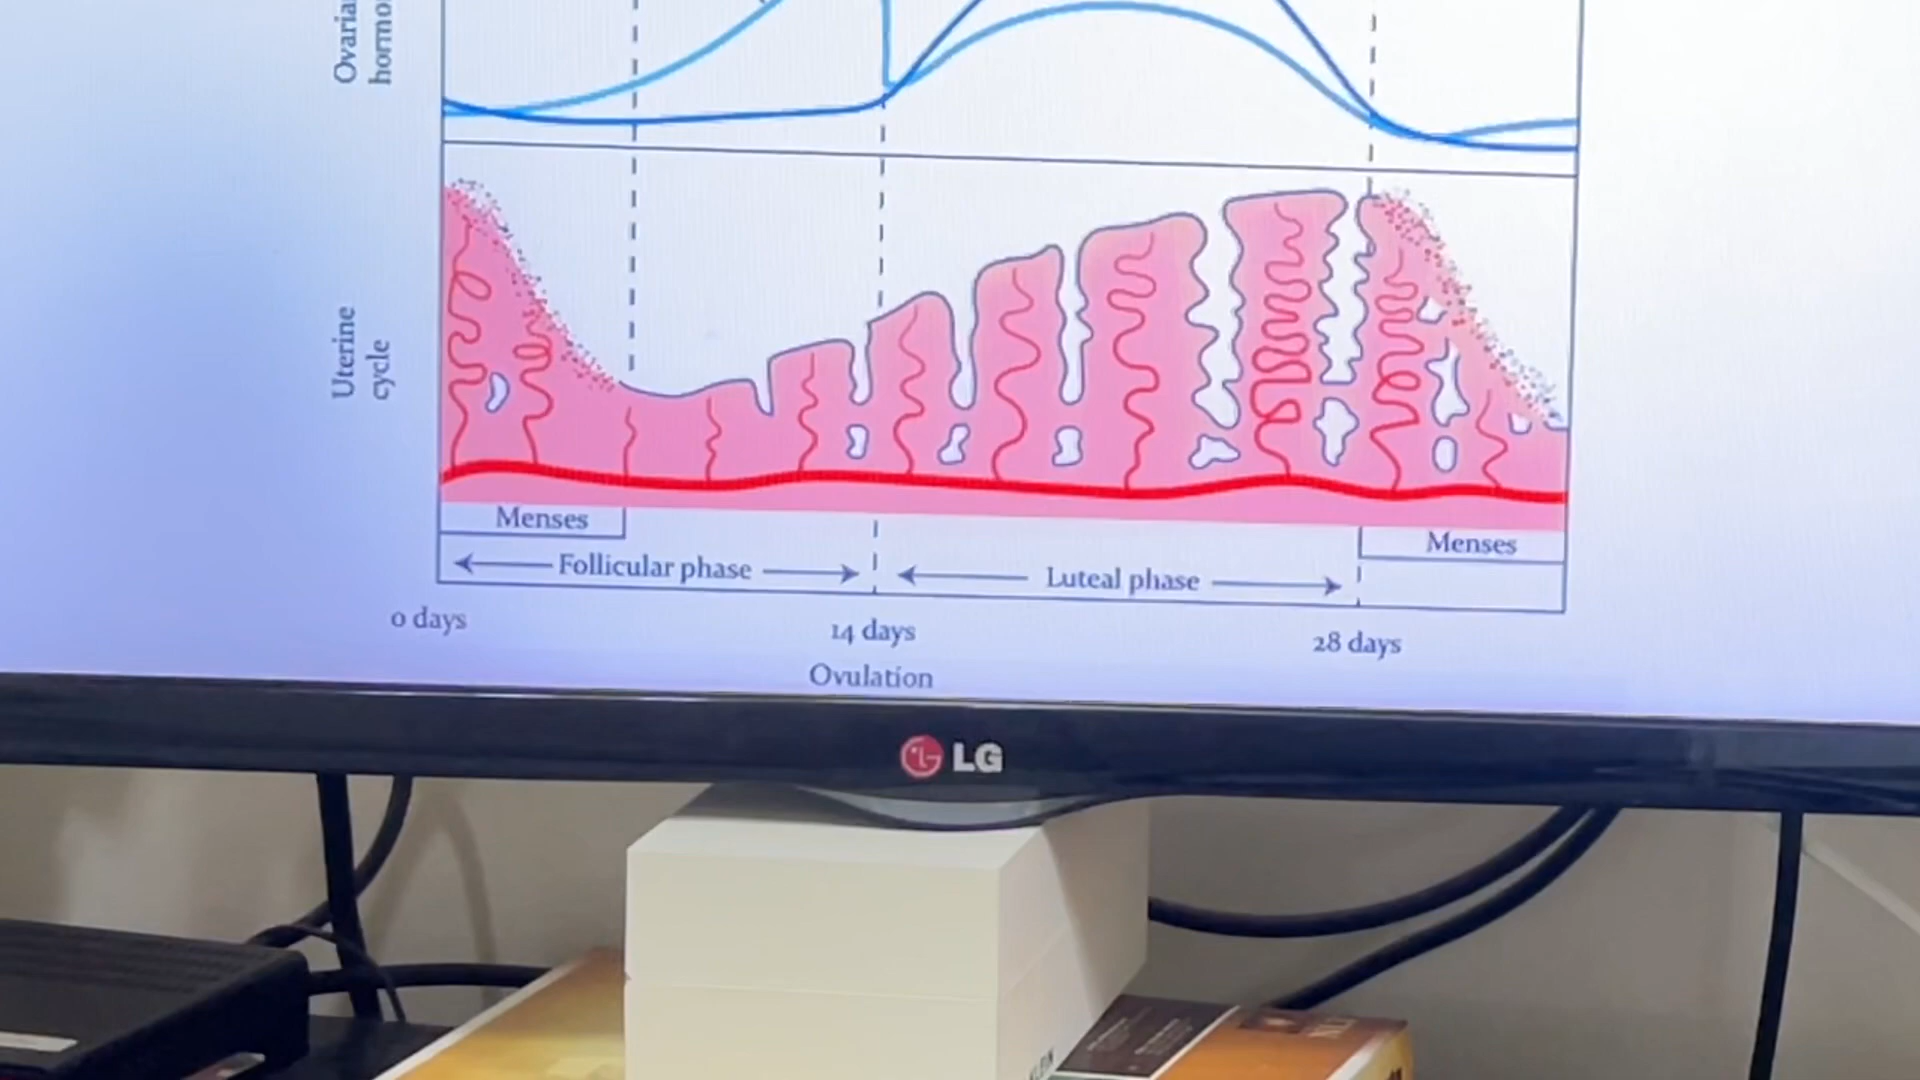 Uterine
cycle
Menses
Menses
Follicular phase
Luteal phase
0 days
14 days
28 days
Ovulation
LG